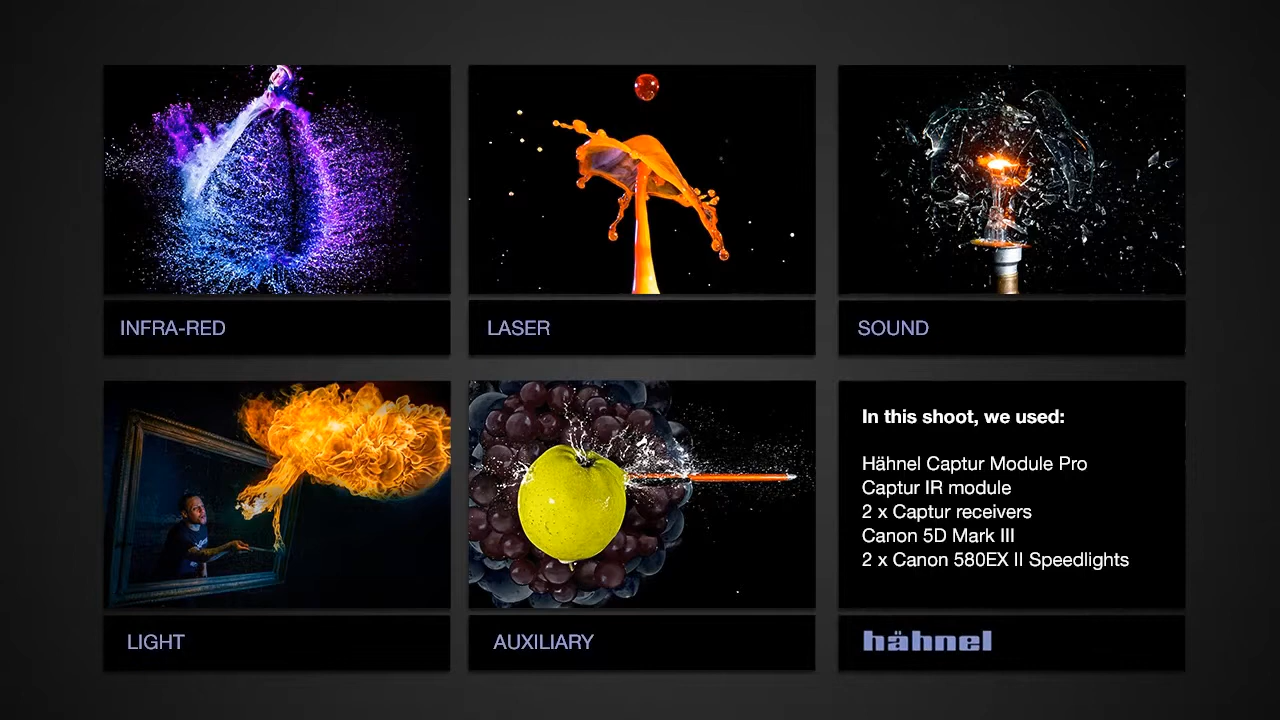 INFRA-RED
LASER
SOUND
LIGHT
AUXILIARY
In this shoot, we used:
Hähnel Captur Module Pro
Captur IR module
2 x Captur receivers
Canon 5D Mark III
2 x Canon 580EX II Speedlights
hähnel